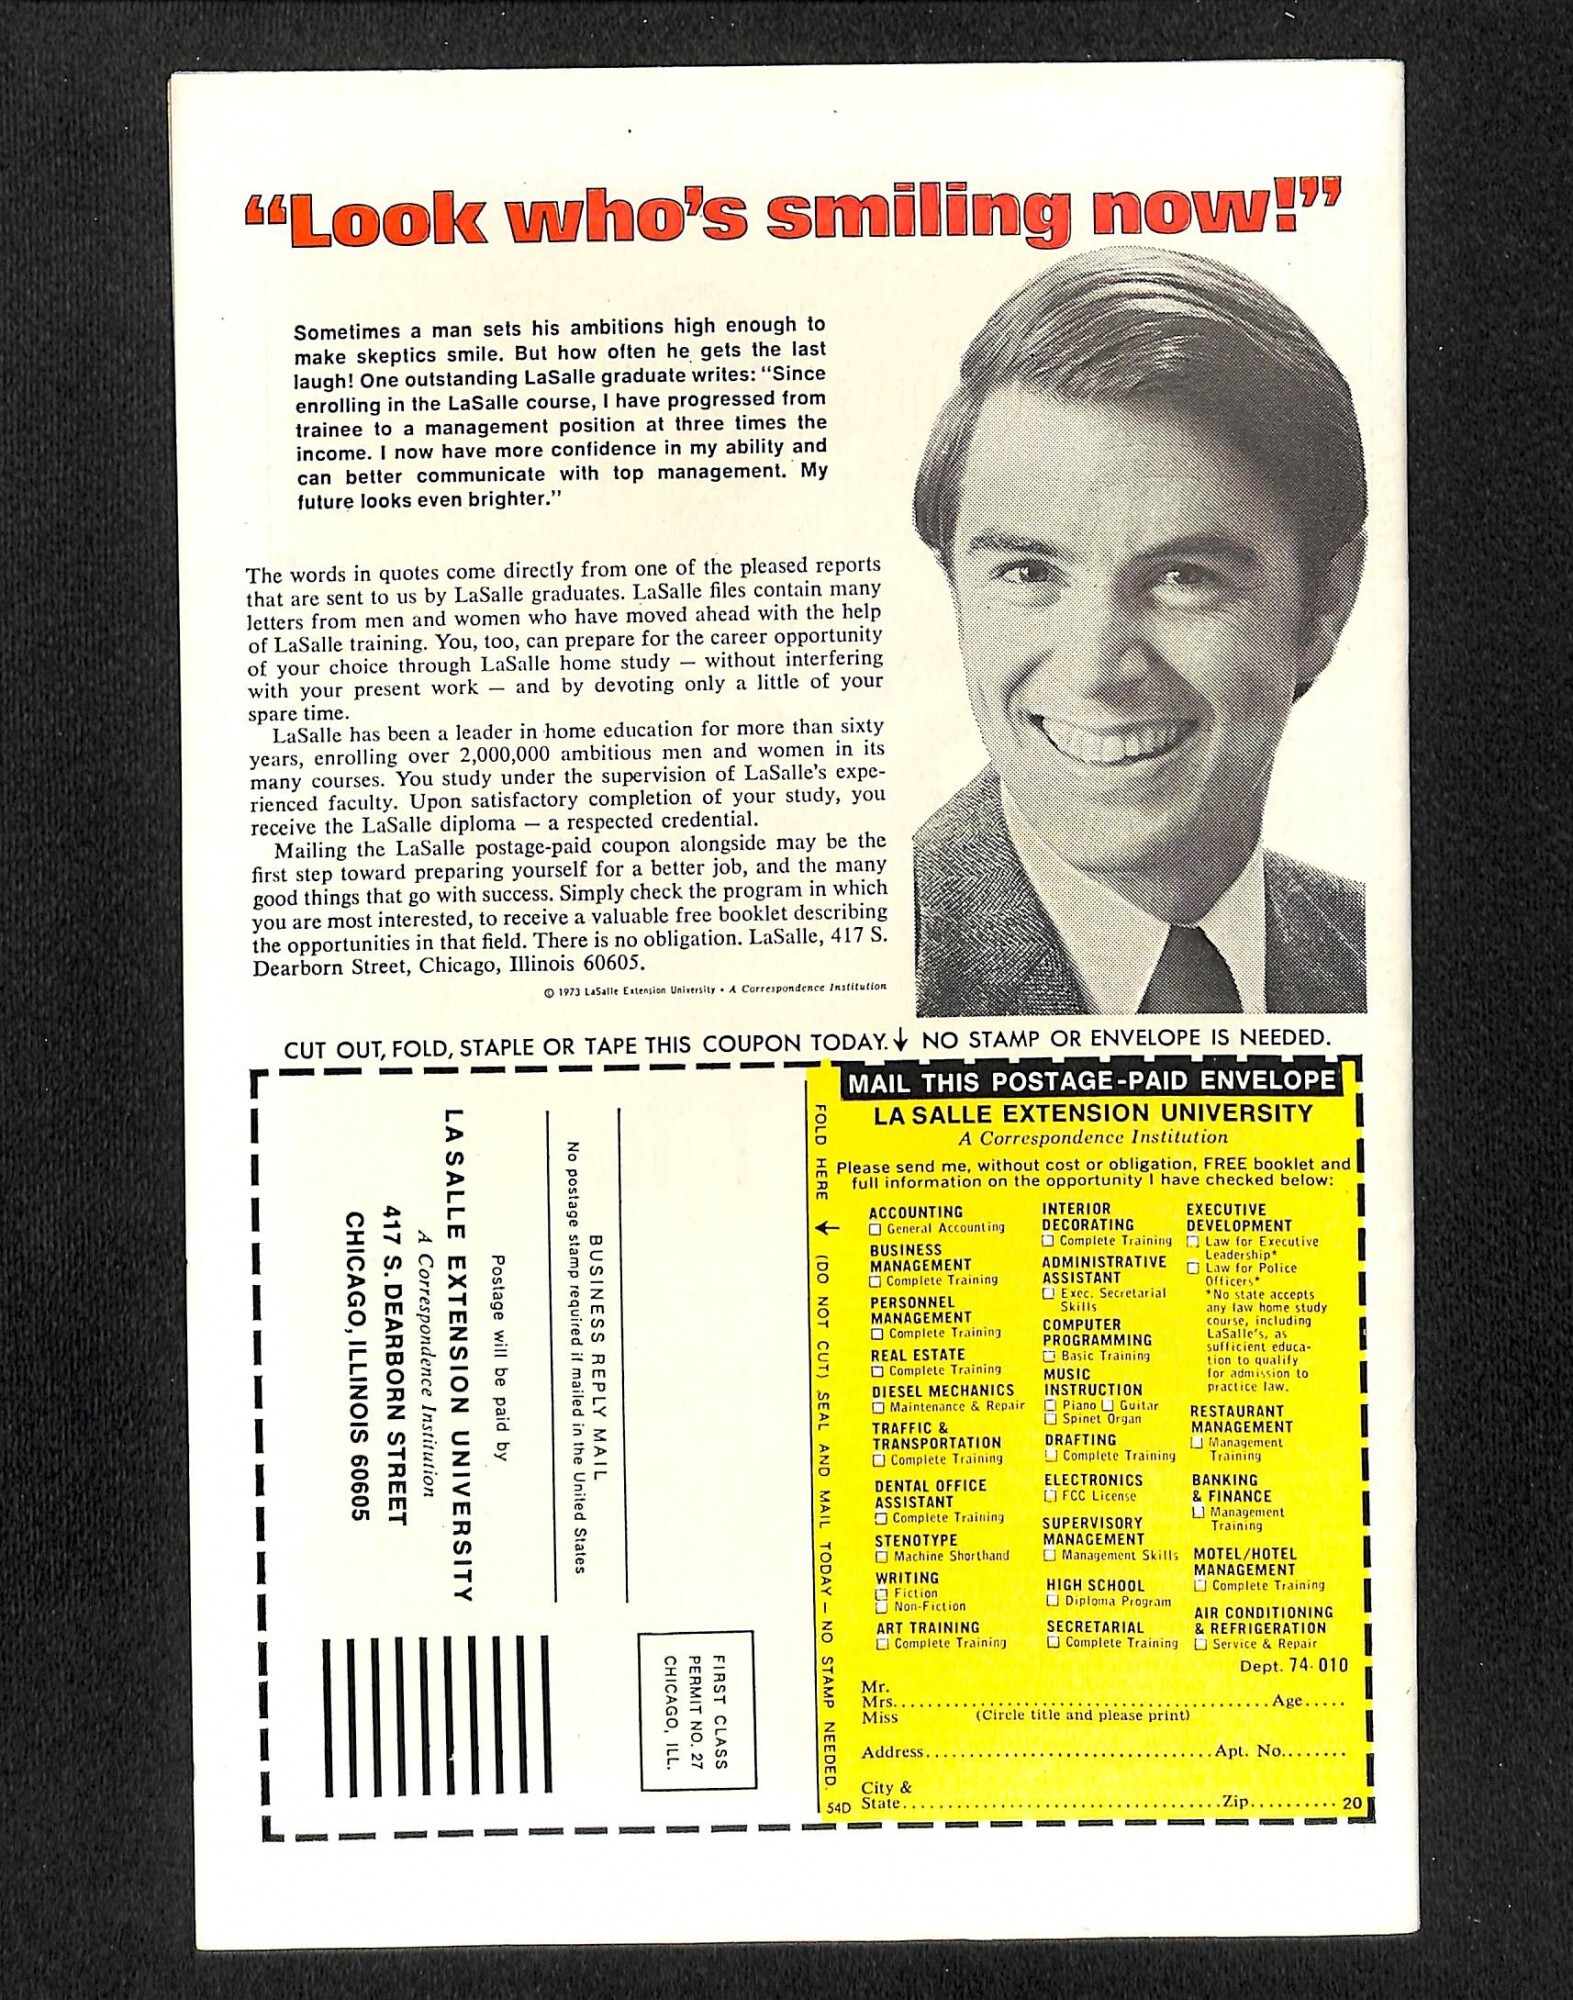 “Look who’s smiling now!”
Sometimes a man sets his ambitions high enough to
make skeptics smile. But how often he gets the last
laugh! One outstanding LaSalle graduate writes: “Since
enrolling in the LaSalle course, I have progressed from
trainee to a management position at three times the
income. I now have more confidence in my ability and
can better communicate with top management. My
future looks even brighter.”
The words in quotes come directly from one of the pleased reports
that are sent to us by LaSalle graduates. LaSalle files contain many
letters from men and women who have moved ahead with the help
of LaSalle training. You, too, can prepare for the career opportunity
of your choice through LaSalle home study — without interfering
with your present work — and by devoting only a little of your
spare time.
LaSalle has been a leader in home education for more than sixty
years, enrolling over 2,000,000 ambitious men and women in its
many courses. You study under the supervision of LaSalle’s expe-
rienced faculty. Upon satisfactory completion of your study, you
receive the LaSalle diploma — a respected credential.
Mailing the LaSalle postage-paid coupon alongside may be the
first step toward preparing yourself for a better job, and the many
good things that go with success. Simply check the program in which
you are most interested, to receive a valuable free booklet describing
the opportunities in that field. There is no obligation. LaSalle, 417 S.
Dearborn Street, Chicago, Illinois 60605.
© 1973 LaSalle Extension University • A Correspondence Institution
CUT OUT, FOLD, STAPLE OR TAPE THIS COUPON TODAY.↓ NO STAMP OR ENVELOPE IS NEEDED.
FIRST CLASS
PERMIT NO. 27
CHICAGO, ILL.
BUSINESS REPLY MAIL
No postage stamp required if mailed in the United States
Postage will be paid by
LA SALLE EXTENSION UNIVERSITY
A Correspondence Institution
417 S. DEARBORN STREET
CHICAGO, ILLINOIS 60605
FOLD HERE ← (DO NOT CUT) SEAL AND MAIL TODAY — NO STAMP NEEDED.
MAIL THIS POSTAGE-PAID ENVELOPE
LA SALLE EXTENSION UNIVERSITY
A Correspondence Institution
Please send me, without cost or obligation, FREE booklet and
full information on the opportunity I have checked below:
ACCOUNTING
☐ General Accounting
BUSINESS
MANAGEMENT
☐ Complete Training
PERSONNEL
MANAGEMENT
☐ Complete Training
REAL ESTATE
☐ Complete Training
DIESEL MECHANICS
☐ Maintenance & Repair
TRAFFIC &
TRANSPORTATION
☐ Complete Training
DENTAL OFFICE
ASSISTANT
☐ Complete Training
STENOTYPE
☐ Machine Shorthand
WRITING
☐ Fiction
☐ Non-Fiction
ART TRAINING
☐ Complete Training
INTERIOR
DECORATING
☐ Complete Training
ADMINISTRATIVE
ASSISTANT
☐ Exec. Secretarial
Skills
COMPUTER
PROGRAMMING
☐ Basic Training
MUSIC
INSTRUCTION
☐ Piano ☐ Guitar
☐ Spinet Organ
DRAFTING
☐ Complete Training
ELECTRONICS
☐ FCC License
SUPERVISORY
MANAGEMENT
☐ Management Skills
HIGH SCHOOL
☐ Diploma Program
SECRETARIAL
☐ Complete Training
EXECUTIVE
DEVELOPMENT
☐ Law for Executive
Leadership*
☐ Law for Police
Officers*
*No state accepts
any law home study
course, including
LaSalle's, as
sufficient educa-
tion to qualify
for admission to
practice law.
RESTAURANT
MANAGEMENT
☐ Management
Training
BANKING
& FINANCE
☐ Management
Training
MOTEL/HOTEL
MANAGEMENT
☐ Complete Training
AIR CONDITIONING
& REFRIGERATION
☐ Service & Repair
Dept. 74-010
Mr.
Mrs. Age
Miss (Circle title and please print)
Address Apt. No.
City &
State Zip 20
54D